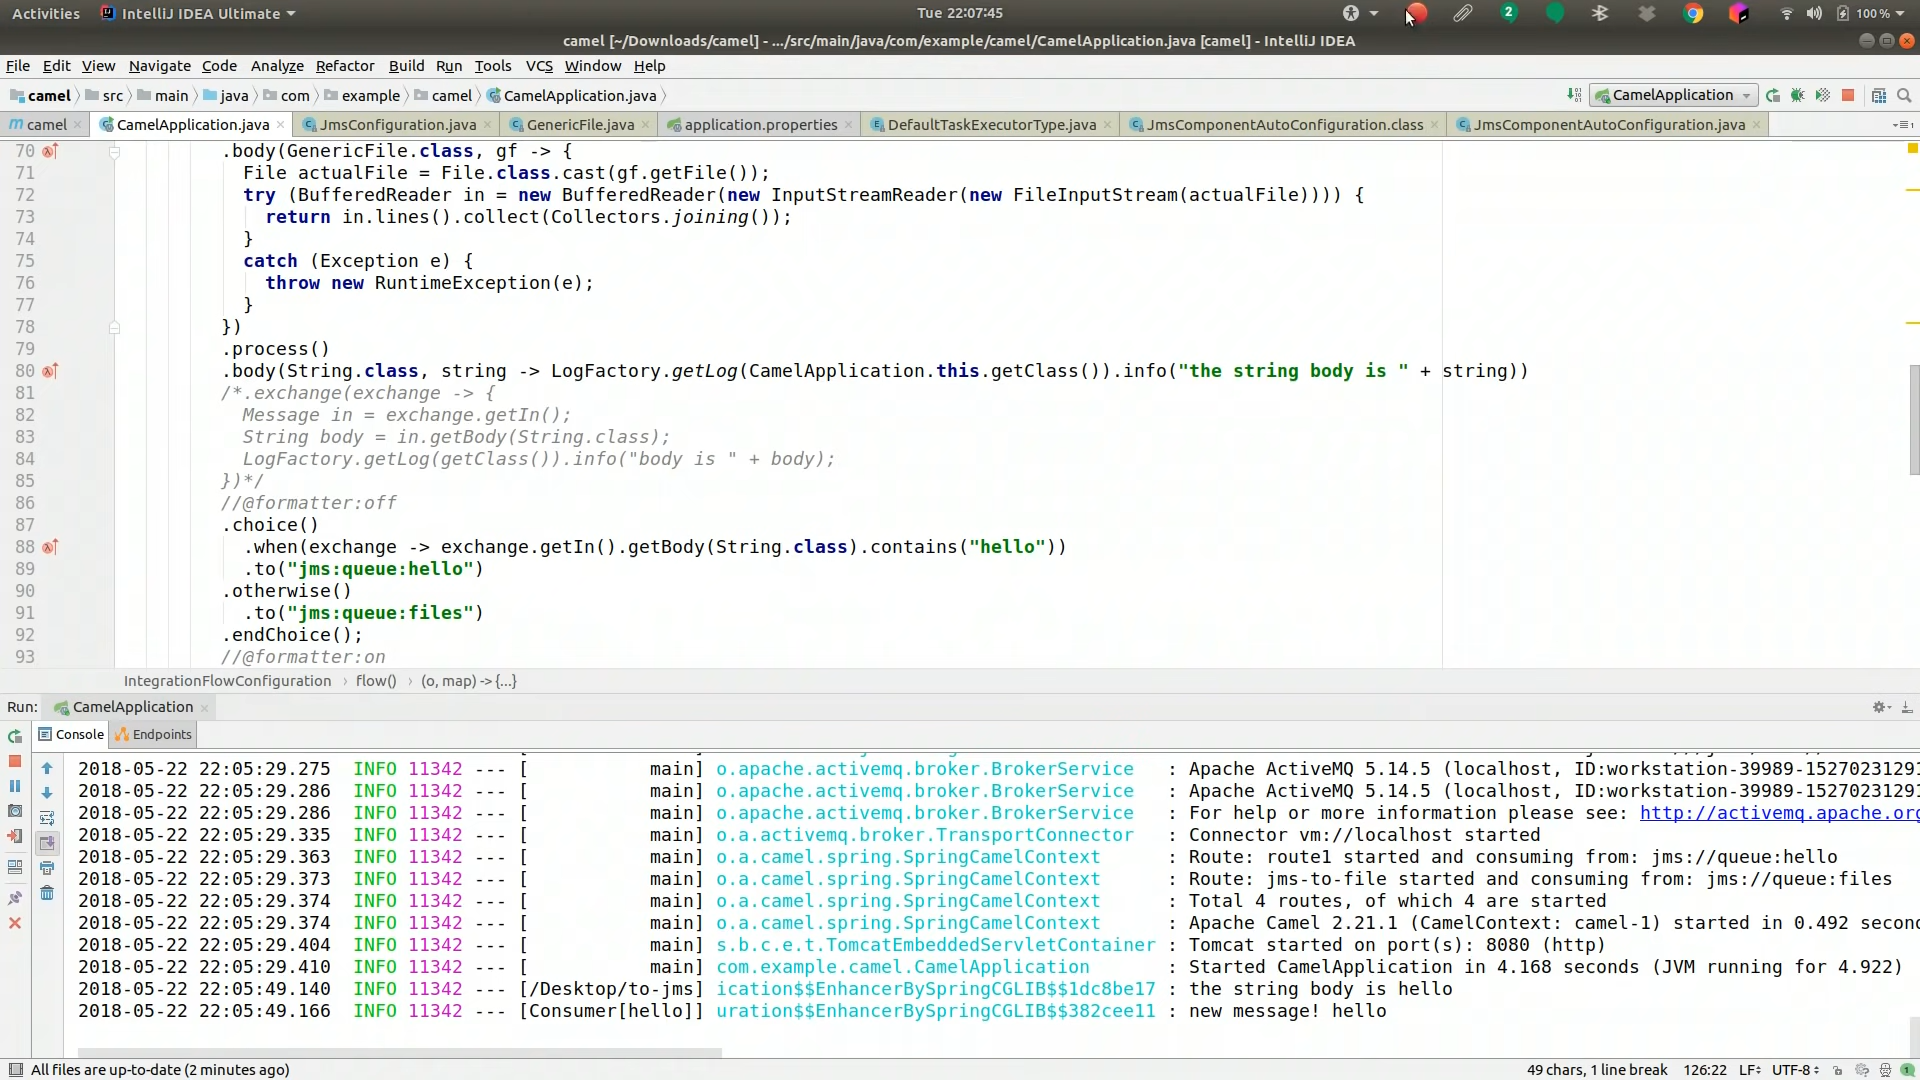 Activities IntelliJ IDEA Ultimate Tue 22:07:45 2 100 %
camel [~/Downloads/camel] - .../src/main/java/com/example/camel/CamelApplication.java [camel] - IntelliJ IDEA
File Edit View Navigate Code Analyze Refactor Build Run Tools VCS Window Help
camel src main java com example camel CamelApplication.java CamelApplication
m camel CamelApplication.java JmsConfiguration.java GenericFile.java application.properties DefaultTaskExecutorType.java JmsComponentAutoConfiguration.class JmsComponentAutoConfiguration.java
70 .body(GenericFile.class, gf -> {
71 File actualFile = File.class.cast(gf.getFile());
72 try (BufferedReader in = new BufferedReader(new InputStreamReader(new FileInputStream(actualFile)))) {
73 return in.lines().collect(Collectors.joining());
74 }
75 catch (Exception e) {
76 throw new RuntimeException(e);
77 }
78 })
79 .process()
80 .body(String.class, string -> LogFactory.getLog(CamelApplication.this.getClass()).info("the string body is " + string))
81 /*.exchange(exchange -> {
82 Message in = exchange.getIn();
83 String body = in.getBody(String.class);
84 LogFactory.getLog(getClass()).info("body is " + body);
85 })*/
86 //@formatter:off
87 .choice()
88 .when(exchange -> exchange.getIn().getBody(String.class).contains("hello"))
89 .to("jms:queue:hello")
90 .otherwise()
91 .to("jms:queue:files")
92 .endChoice();
93 //@formatter:on
IntegrationFlowConfiguration › flow() › (o, map) -> {...}
Run: CamelApplication
Console Endpoints
2018-05-22 22:05:29.275 INFO 11342 --- [ main] o.apache.activemq.broker.BrokerService : Apache ActiveMQ 5.14.5 (localhost, ID:workstation-39989-15270231291
2018-05-22 22:05:29.286 INFO 11342 --- [ main] o.apache.activemq.broker.BrokerService : Apache ActiveMQ 5.14.5 (localhost, ID:workstation-39989-15270231291
2018-05-22 22:05:29.286 INFO 11342 --- [ main] o.apache.activemq.broker.BrokerService : For help or more information please see: http://activemq.apache.org
2018-05-22 22:05:29.335 INFO 11342 --- [ main] o.a.activemq.broker.TransportConnector : Connector vm://localhost started
2018-05-22 22:05:29.363 INFO 11342 --- [ main] o.a.camel.spring.SpringCamelContext : Route: route1 started and consuming from: jms://queue:hello
2018-05-22 22:05:29.373 INFO 11342 --- [ main] o.a.camel.spring.SpringCamelContext : Route: jms-to-file started and consuming from: jms://queue:files
2018-05-22 22:05:29.374 INFO 11342 --- [ main] o.a.camel.spring.SpringCamelContext : Total 4 routes, of which 4 are started
2018-05-22 22:05:29.374 INFO 11342 --- [ main] o.a.camel.spring.SpringCamelContext : Apache Camel 2.21.1 (CamelContext: camel-1) started in 0.492 secon
2018-05-22 22:05:29.404 INFO 11342 --- [ main] s.b.c.e.t.TomcatEmbeddedServletContainer : Tomcat started on port(s): 8080 (http)
2018-05-22 22:05:29.410 INFO 11342 --- [ main] com.example.camel.CamelApplication : Started CamelApplication in 4.168 seconds (JVM running for 4.922)
2018-05-22 22:05:49.140 INFO 11342 --- [/Desktop/to-jms] ication$$EnhancerBySpringCGLIB$$1dc8be17 : the string body is hello
2018-05-22 22:05:49.166 INFO 11342 --- [Consumer[hello]] uration$$EnhancerBySpringCGLIB$$382cee11 : new message! hello
All files are up-to-date (2 minutes ago) 49 chars, 1 line break 126:22 LF UTF-8